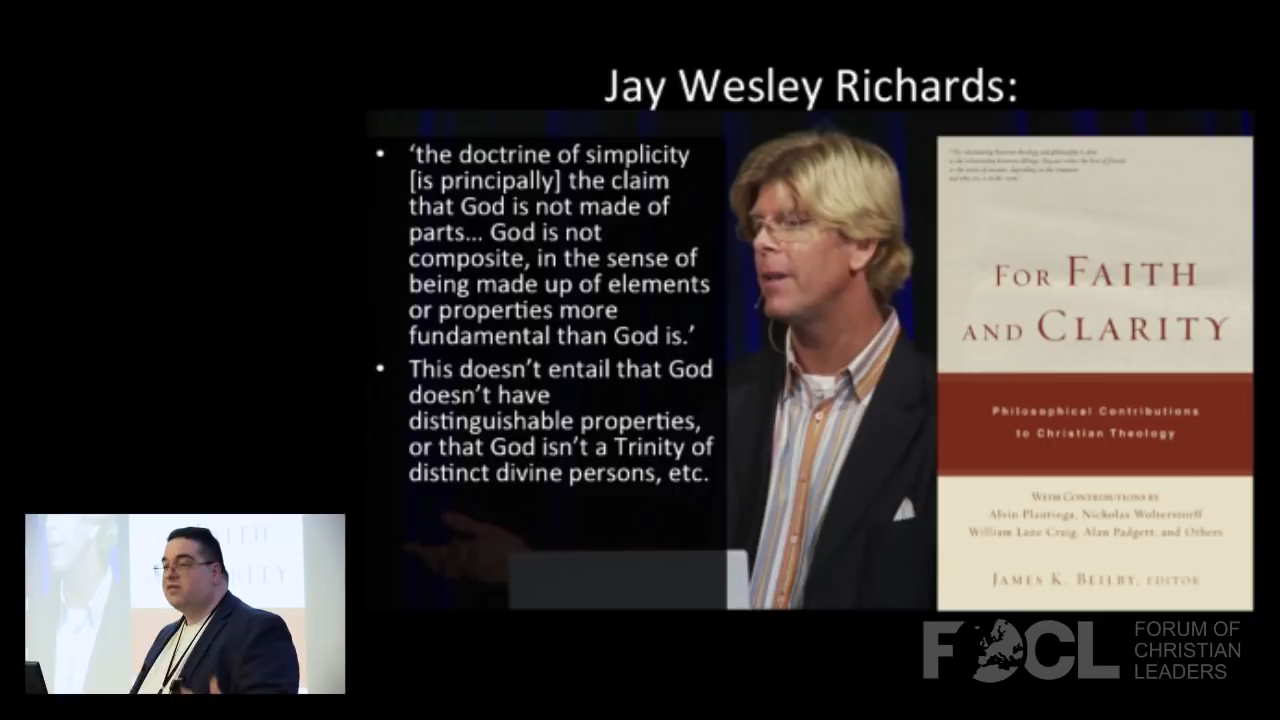 Jay Wesley Richards:
• ‘the doctrine of simplicity
[is principally] the claim
that God is not made of
parts... God is not
composite, in the sense of
being made up of elements
or properties more
fundamental than God is.’
• This doesn’t entail that God
doesn’t have
distinguishable properties,
or that God isn’t a Trinity of
distinct divine persons, etc.
FOR FAITH
AND CLARITY
Philosophical Contributions
to Christian Theology
WITH CONTRIBUTIONS BY
Alvin Plantinga, Nicholas Wolterstorff
William Lane Craig, Alan Padgett, and Others
JAMES K. BEILBY, EDITOR
FOCL
FORUM OF
CHRISTIAN
LEADERS